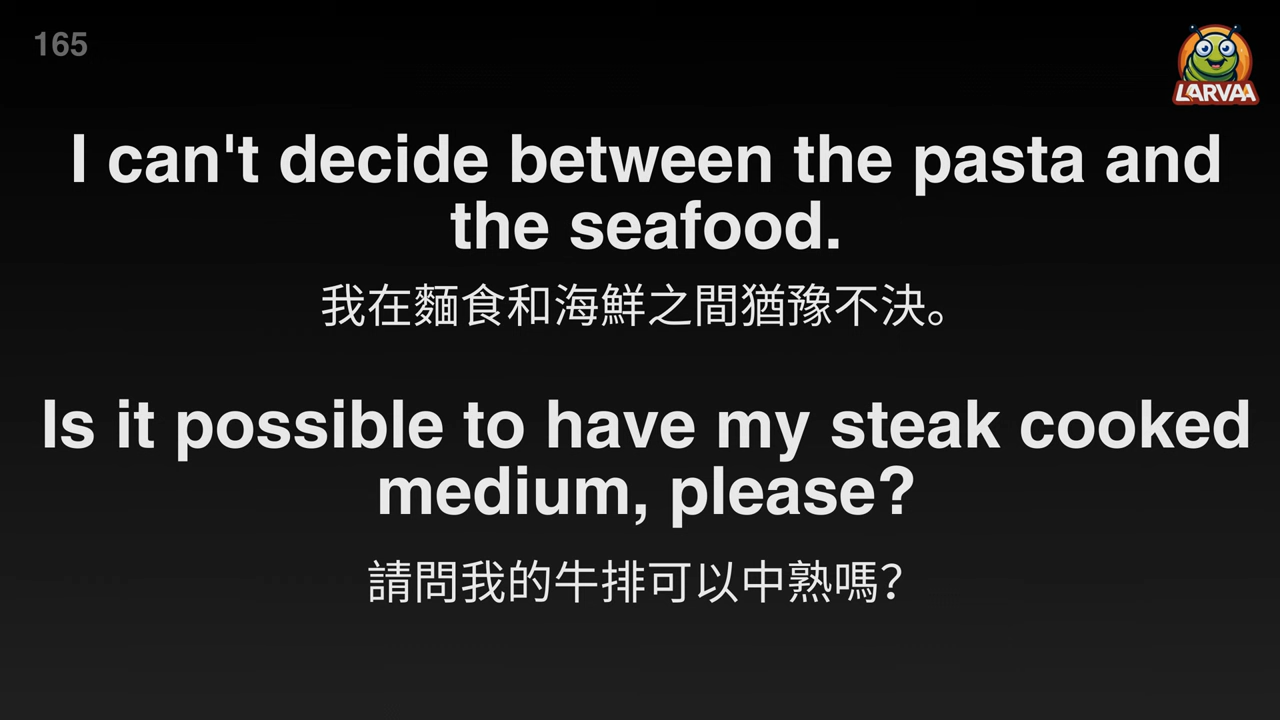 165
LARVAA
I can't decide between the pasta and
the seafood.
我在麵食和海鮮之間猶豫不決。
Is it possible to have my steak cooked
medium, please?
請問我的牛排可以中熟嗎？